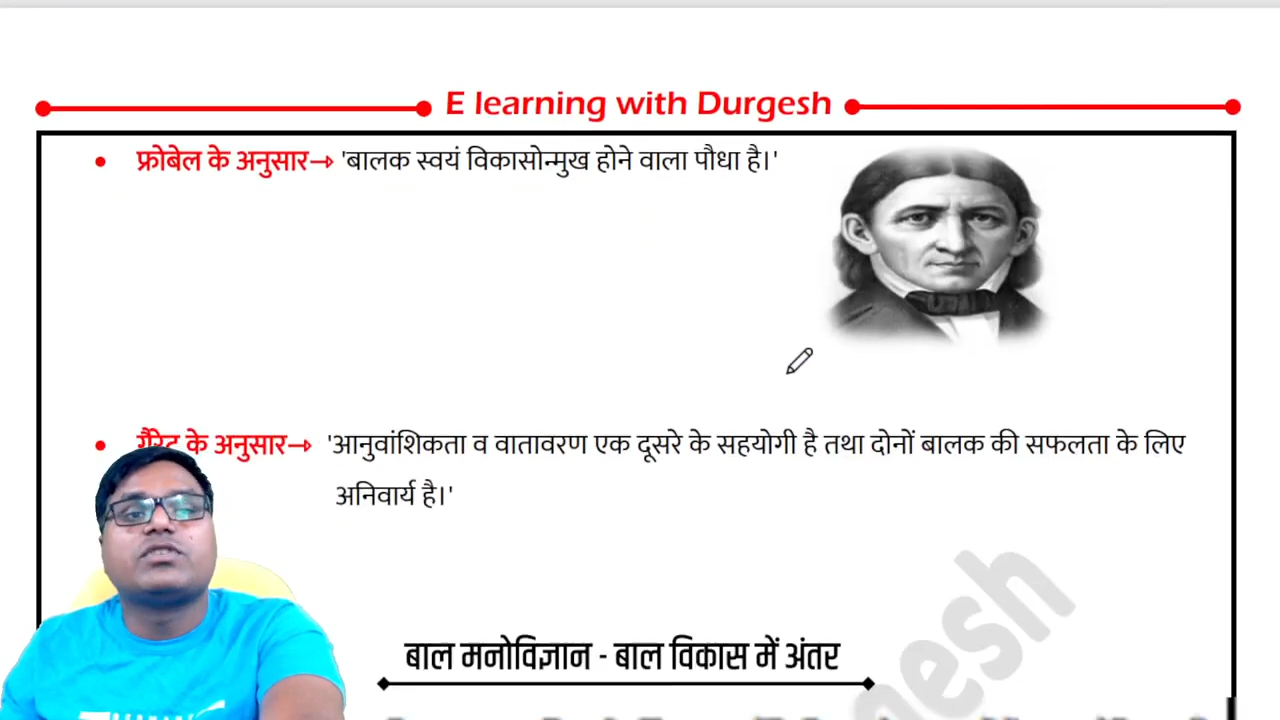 E learning with Durgesh
• फ्रोबेल के अनुसार→ 'बालक स्वयं विकासोन्मुख होने वाला पौधा है।'
• गैरेट के अनुसार→ 'आनुवांशिकता व वातावरण एक दूसरे के सहयोगी है तथा दोनों बालक की सफलता के लिए
अनिवार्य है।'
esh
बाल मनोविज्ञान - बाल विकास में अंतर